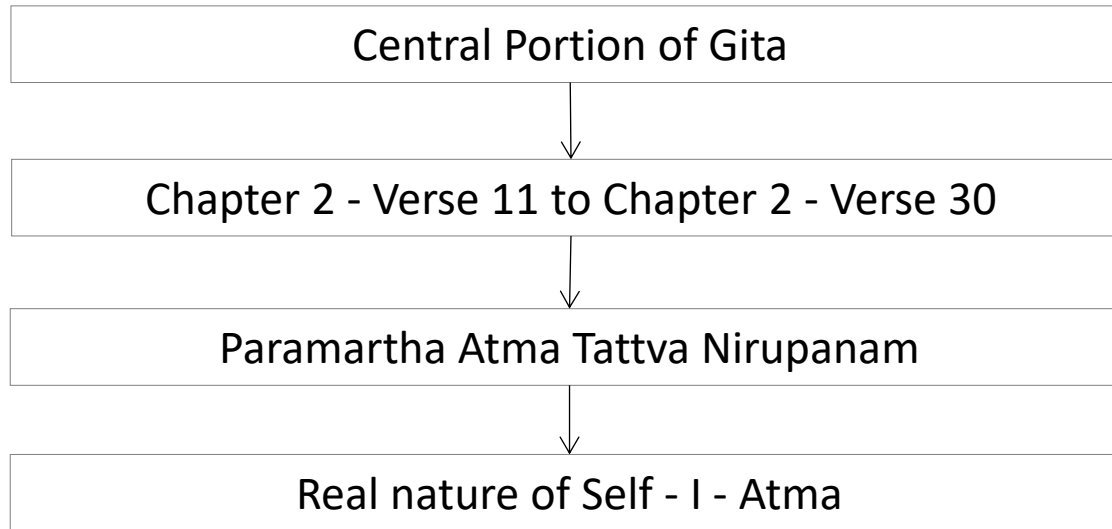 Central Portion of Gita
Chapter 2 - Verse 11 to Chapter 2 - Verse 30
Paramartha Atma Tattva Nirupanam
Real nature of Self - I - Atma